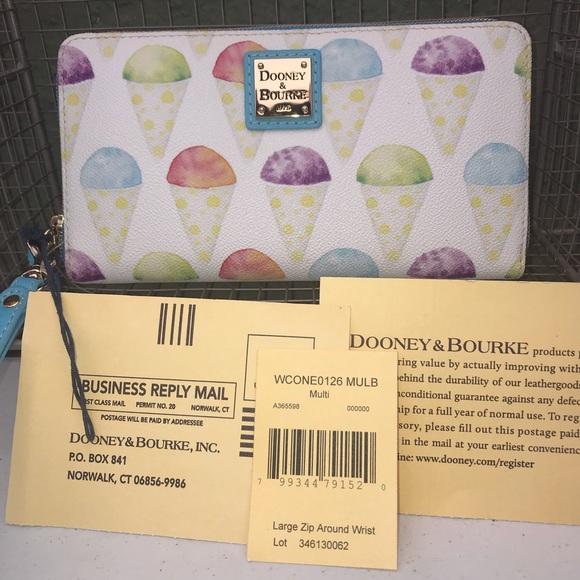 DOONEY
&
BOURKE
BUSINESS REPLY MAIL
FIRST CLASS MAIL PERMIT NO. 20 NORWALK, CT
POSTAGE WILL BE PAID BY ADDRESSEE
DOONEY&BOURKE, INC.
P.O. BOX 841
NORWALK, CT 06856-9986
WCONE0126 MULB
Multi
A365598 000000
7 99344 79152 0
Large Zip Around Wrist
Lot 346130062
DOONEY&BOURKE products
ring value by actually improving with
behind the durability of our leathergoods
nconditional guarantee against any defec
hip for a full year of normal use. To reg
sory, please fill out this postage paid
in the mail at your earliest convenienc
ine: www.dooney.com/register